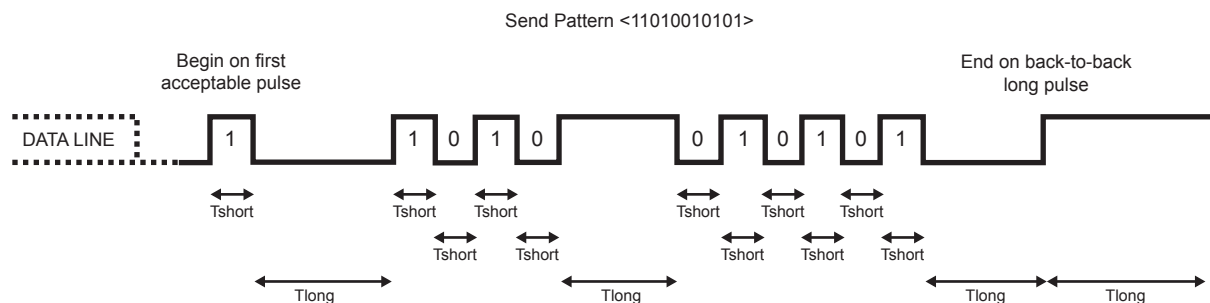 Send Pattern <11010010101>
Begin on first
acceptable pulse
End on back-to-back
long pulse
DATA LINE
1
1
0
1
0
0
1
0
1
0
1
Tshort
Tshort
Tshort
Tshort
Tshort
Tshort
Tshort
Tshort
Tshort
Tshort
Tshort
Tlong
Tlong
Tlong
Tlong